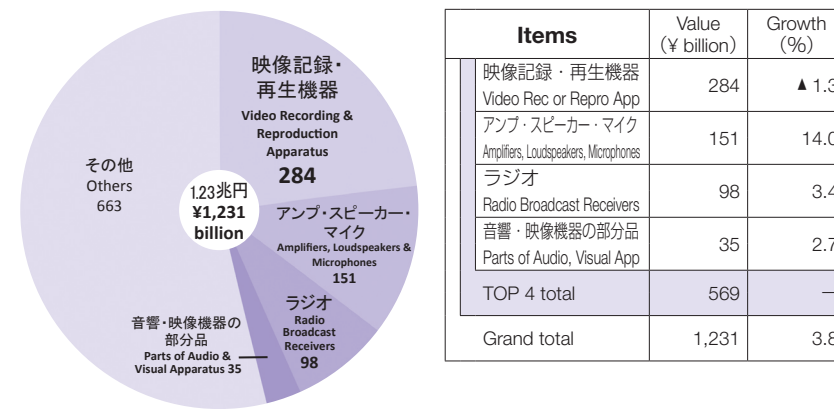 映像記録・
再生機器
Video Recording &
Reproduction
Apparatus
284
アンプ・スピーカー・
マイク
Amplifiers, Loudspeakers &
Microphones
151
ラジオ
Radio
Broadcast
Receivers
98
音響・映像機器の
部分品
Parts of Audio &
Visual Apparatus 35
その他
Others
663
1.23兆円
¥1,231
billion
Items Value (¥ billion) Growth (%)
映像記録・再生機器
Video Rec or Repro App 284 ▲ 1.3
アンプ・スピーカー・マイク
Amplifiers, Loudspeakers, Microphones 151 14.0
ラジオ
Radio Broadcast Receivers 98 3.4
音響・映像機器の部分品
Parts of Audio, Visual App 35 2.7
TOP 4 total 569 —
Grand total 1,231 3.8